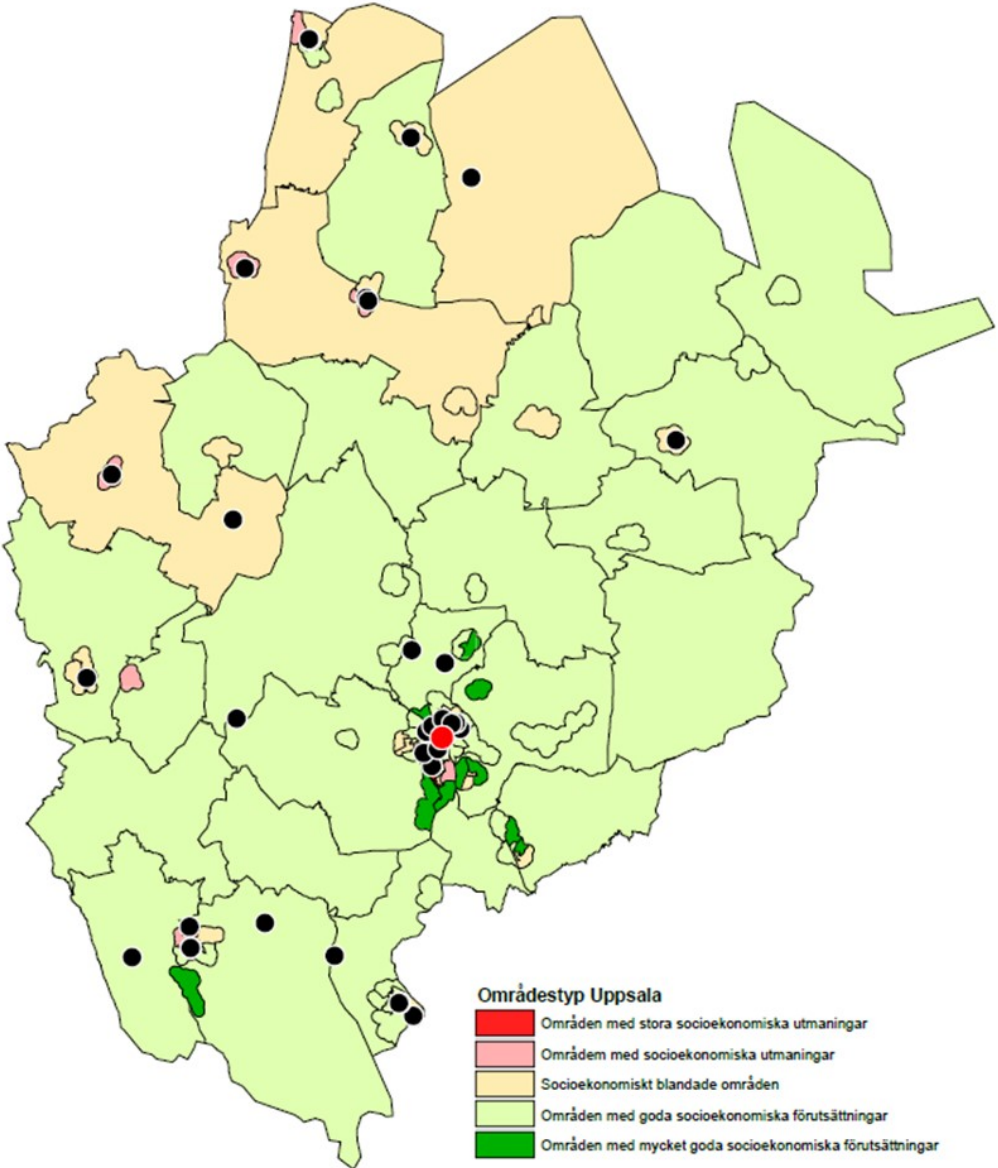 Områdestyp Uppsala
Områden med stora socioekonomiska utmaningar
Områdem med socioekonomiska utmaningar
Socioekonomiskt blandade områden
Områden med goda socioekonomiska förutsättningar
Områden med mycket goda socioekonomiska förutsättningar